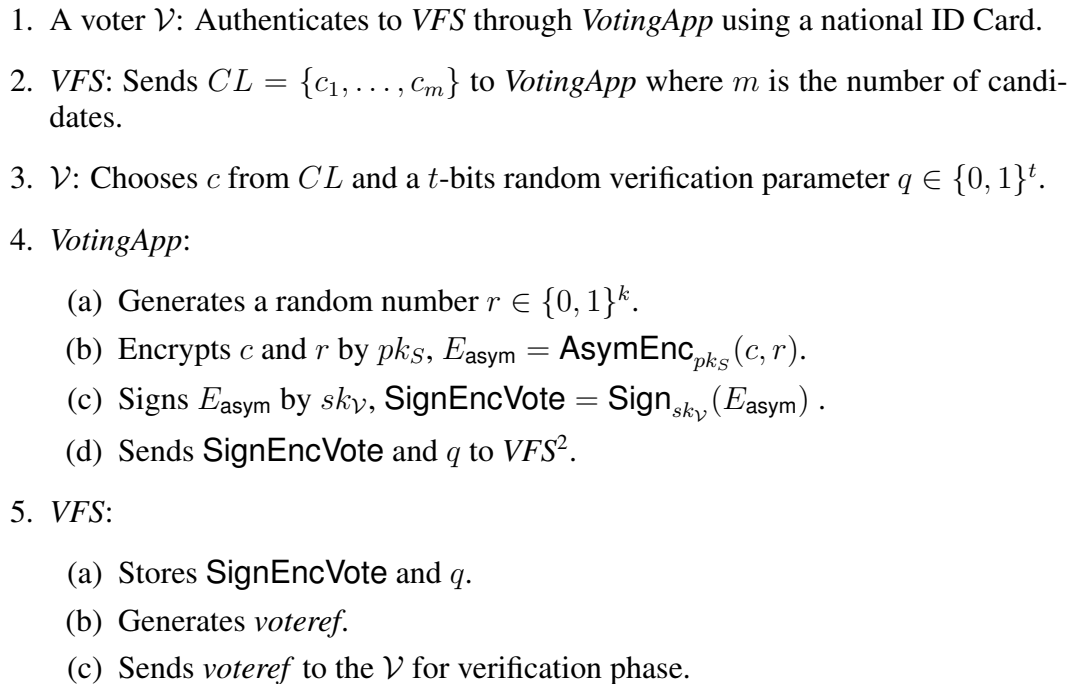 1. A voter 𝒱: Authenticates to VFS through VotingApp using a national ID Card.
2. VFS: Sends CL = {c₁, . . . , cₘ} to VotingApp where m is the number of candi-
dates.
3. 𝒱: Chooses c from CL and a t-bits random verification parameter q ∈ {0, 1}ᵗ.
4. VotingApp:
(a) Generates a random number r ∈ {0, 1}ᵏ.
(b) Encrypts c and r by pk_S, E_asym = AsymEnc_{pk_S}(c, r).
(c) Signs E_asym by sk_𝒱, SignEncVote = Sign_{sk_𝒱}(E_asym) .
(d) Sends SignEncVote and q to VFS².
5. VFS:
(a) Stores SignEncVote and q.
(b) Generates voteref.
(c) Sends voteref to the 𝒱 for verification phase.